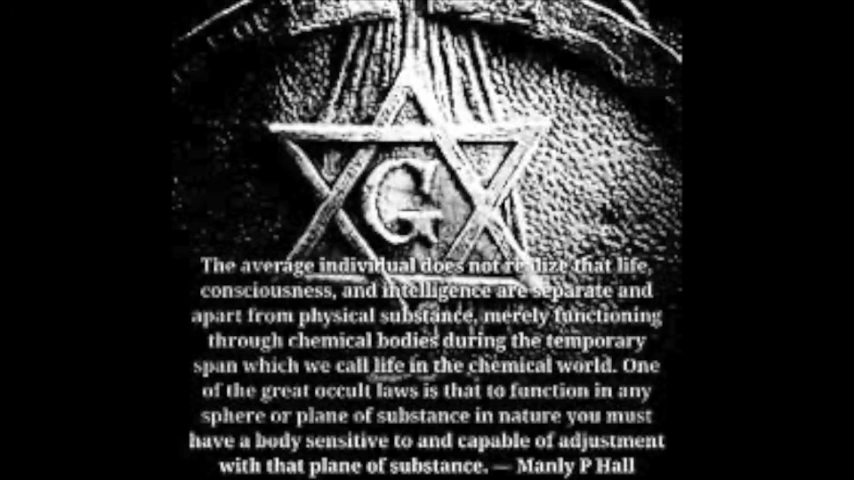 G
The average individual does not realize that life,
consciousness, and intelligence are separate and
apart from physical substance, merely functioning
through chemical bodies during the temporary
span which we call life in the chemical world. One
of the great occult laws is that to function in any
sphere or plane of substance in nature you must
have a body sensitive to and capable of adjustment
with that plane of substance. — Manly P Hall